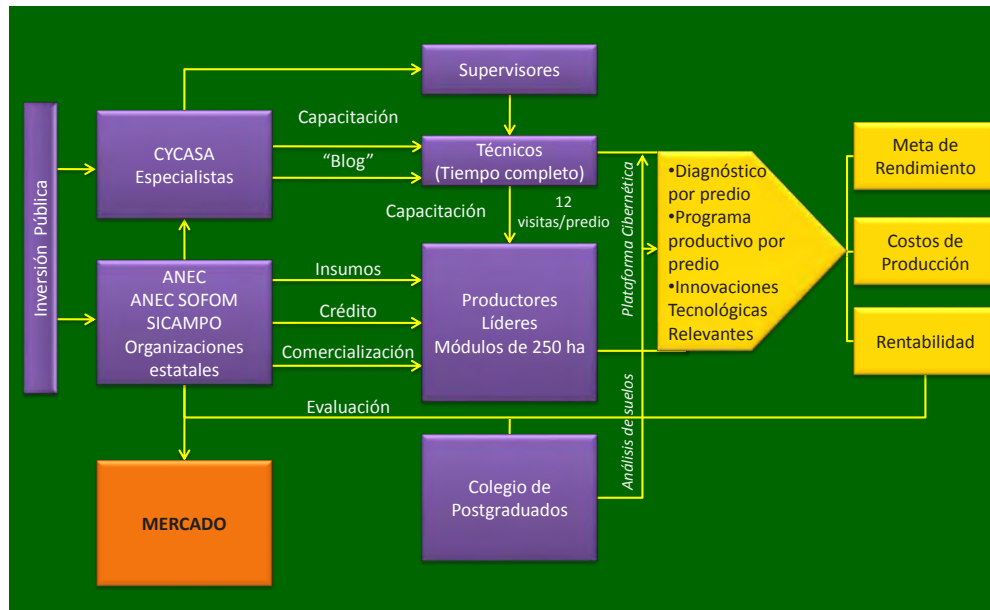 Supervisores
Inversión Pública
CYCASA
Especialistas
Capacitación
“Blog”
Técnicos
(Tiempo completo)
Capacitación
12
visitas/predio
ANEC
ANEC SOFOM
SICAMPO
Organizaciones
estatales
Insumos
Crédito
Comercialización
Productores
Líderes
Módulos de 250 ha
Plataforma Cibernética
•Diagnóstico
por predio
•Programa
productivo por
predio
•Innovaciones
Tecnológicas
Relevantes
Meta de
Rendimiento
Costos de
Producción
Rentabilidad
Evaluación
Análisis de suelos
Colegio de
Postgraduados
MERCADO